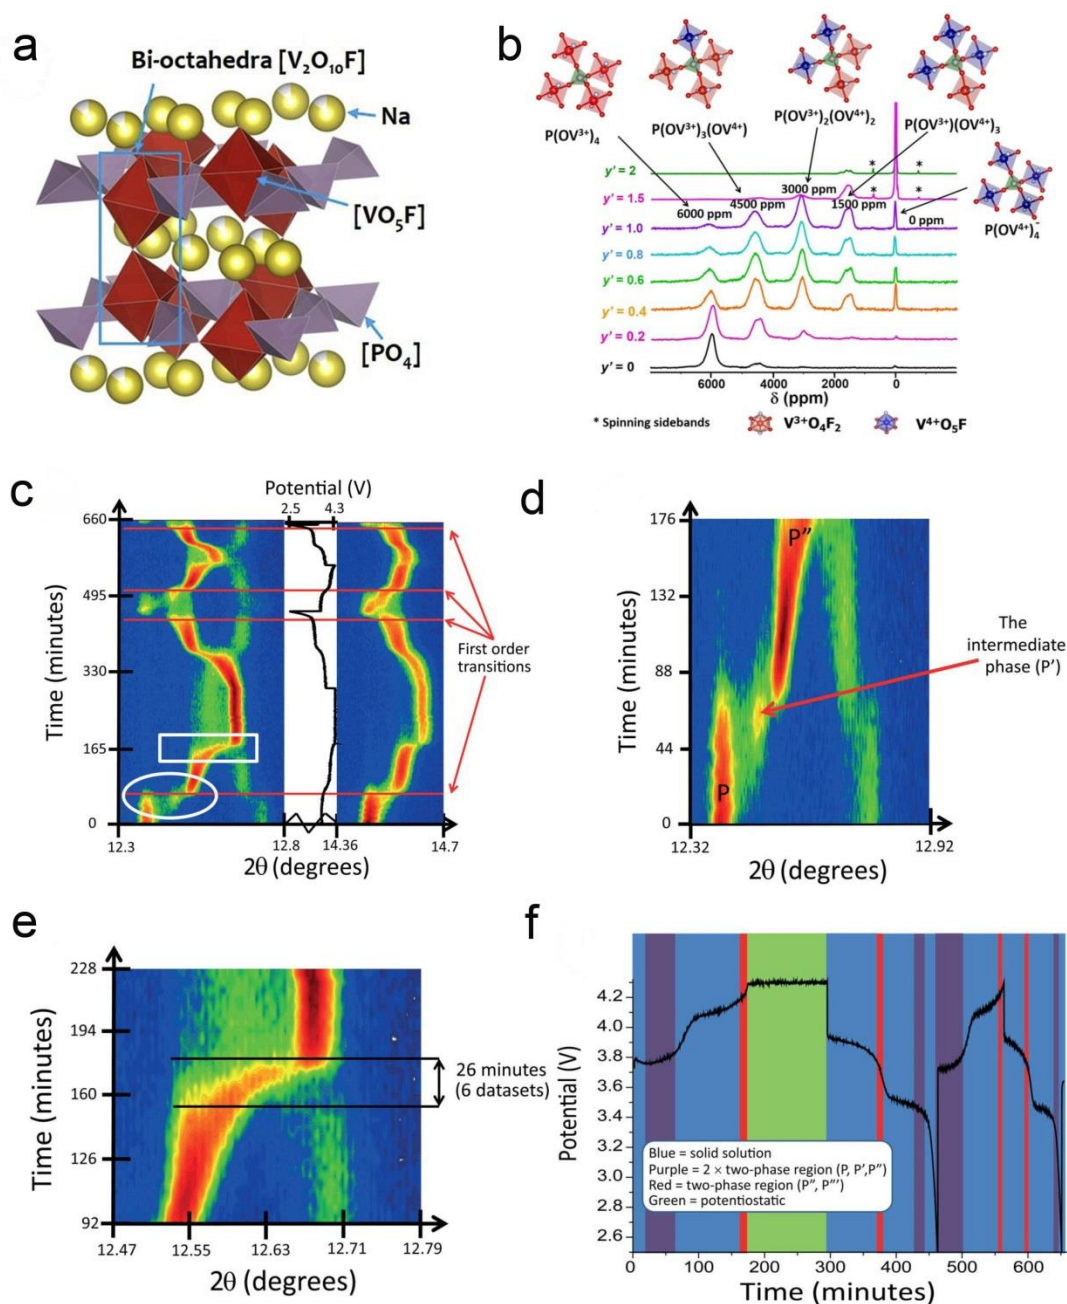 a
Bi-octahedra [V₂O₁₀F]
Na
[VO₅F]
[PO₄]
b
P(OV³⁺)₄
P(OV³⁺)₃(OV⁴⁺)
P(OV³⁺)₂(OV⁴⁺)₂
P(OV³⁺)(OV⁴⁺)₃
P(OV⁴⁺)₄
y' = 2
y' = 1.5
y' = 1.0
y' = 0.8
y' = 0.6
y' = 0.4
y' = 0.2
y' = 0
6000 ppm
4500 ppm
3000 ppm
1500 ppm
0 ppm
* *
* *
6000 4000 2000 0
δ (ppm)
* Spinning sidebands
V³⁺O₄F₂
V⁴⁺O₅F
c
Potential (V)
2.5 4.3
Time (minutes)
660
495
330
165
0
12.3 12.8 14.36 14.7
2θ (degrees)
First order
transitions
d
Time (minutes)
176
132
88
44
0
P"
P
The
intermediate
phase (P')
12.32 12.92
2θ (degrees)
e
Time (minutes)
228
194
160
126
92
26 minutes
(6 datasets)
12.47 12.55 12.63 12.71 12.79
2θ (degrees)
f
Potential (V)
4.2
4.0
3.8
3.6
3.4
3.2
3.0
2.8
2.6
Blue = solid solution
Purple = 2 × two-phase region (P, P',P")
Red = two-phase region (P", P"')
Green = potentiostatic
0 100 200 300 400 500 600
Time (minutes)